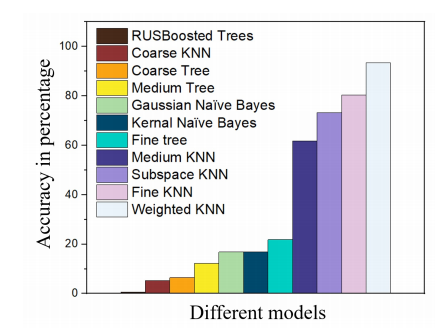 Accuracy in percentage
100
80
60
40
20
0
RUSBoosted Trees
Coarse KNN
Coarse Tree
Medium Tree
Gaussian Naïve Bayes
Kernal Naïve Bayes
Fine tree
Medium KNN
Subspace KNN
Fine KNN
Weighted KNN
Different models